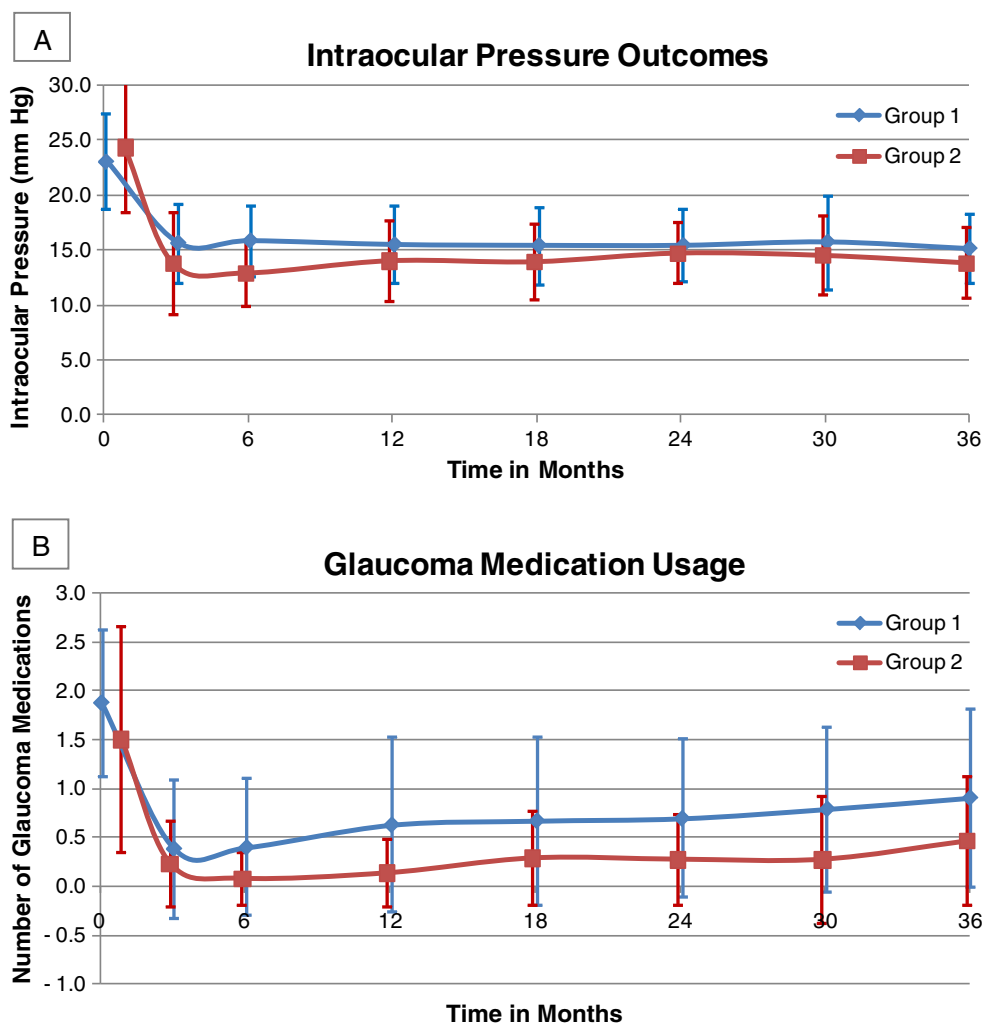 A
Intraocular Pressure Outcomes
Intraocular Pressure (mm Hg)
30.0
25.0
20.0
15.0
10.0
5.0
0.0
Group 1
Group 2
0 6 12 18 24 30 36
Time in Months
B
Glaucoma Medication Usage
Number of Glaucoma Medications
3.0
2.5
2.0
1.5
1.0
0.5
0.0
- 0.5
- 1.0
Group 1
Group 2
0 6 12 18 24 30 36
Time in Months